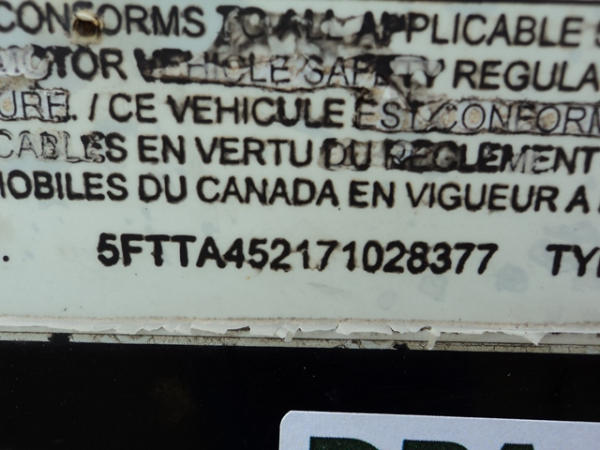 CONFORMS TO ALL APPLICABLE S
MOTOR VEHICLE SAFETY REGULA
URE. / CE VEHICULE EST CONFORM
CABLES EN VERTU DU REGLEMENT
MOBILES DU CANADA EN VIGUEUR A
. 5FTTA452171028377 TY